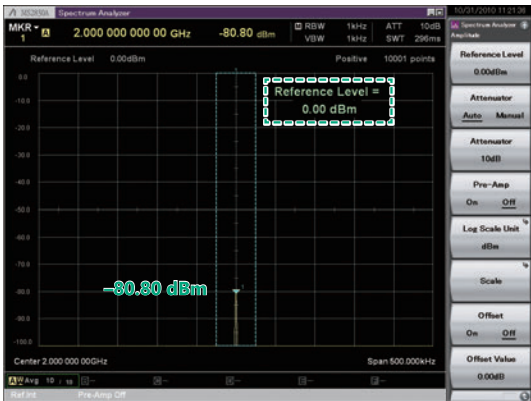 MS2830A Spectrum Analyzer
10/21/2010 11:21:36
MKR 1 A 2.000 000 000 00 GHz -80.80 dBm
RBW 1kHz ATT 10dB
VBW 1kHz SWT 296ms
Reference Level 0.00dBm Positive 10001 points
0.0
Reference Level =
0.00 dBm
-10.0
-20.0
-30.0
-40.0
-50.0
-60.0
-70.0
–80.80 dBm
-80.0
1
-90.0
-100.0
Center 2.000 000 00GHz Span 500.000kHz
A W Avg 10 / 10
Ref.Int Pre-Amp Off
Spectrum Analyzer
Amplitude
Reference Level
0.00dBm
Attenuator
Auto Manual
Attenuator
10dB
Pre-Amp
On Off
Log Scale Unit
dBm
Scale
Offset
On Off
Offset Value
0.00dB